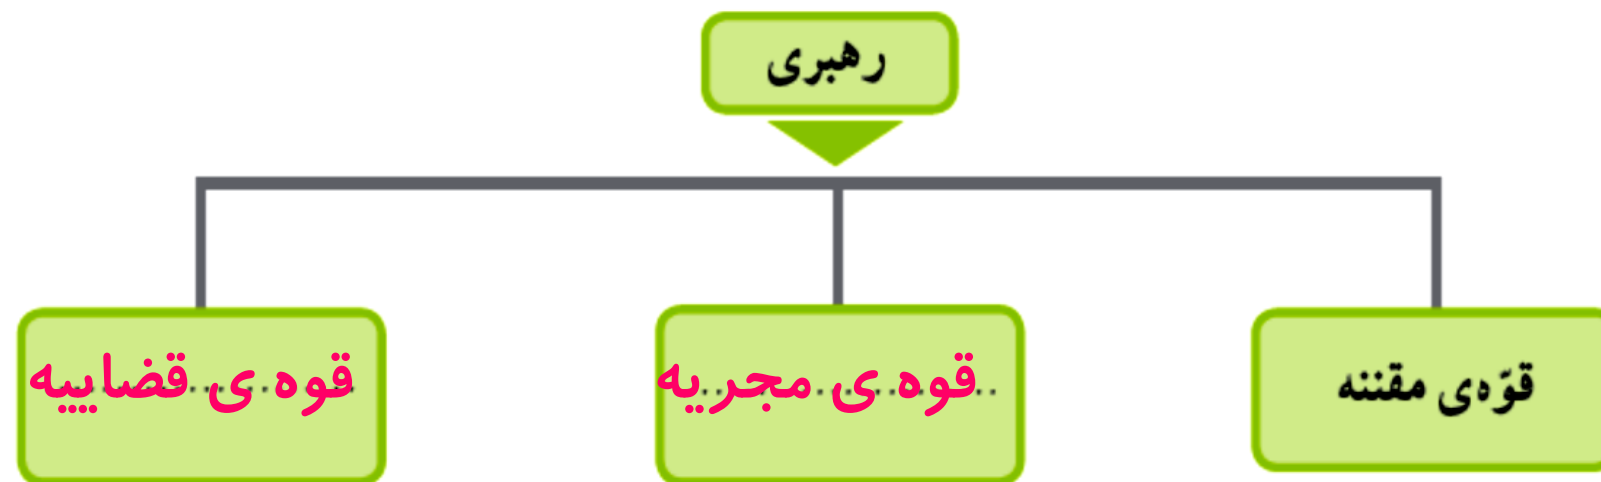 رهبری
قوّه‌ی مقننه
قوه ی مجریه
قوه ی قضاییه